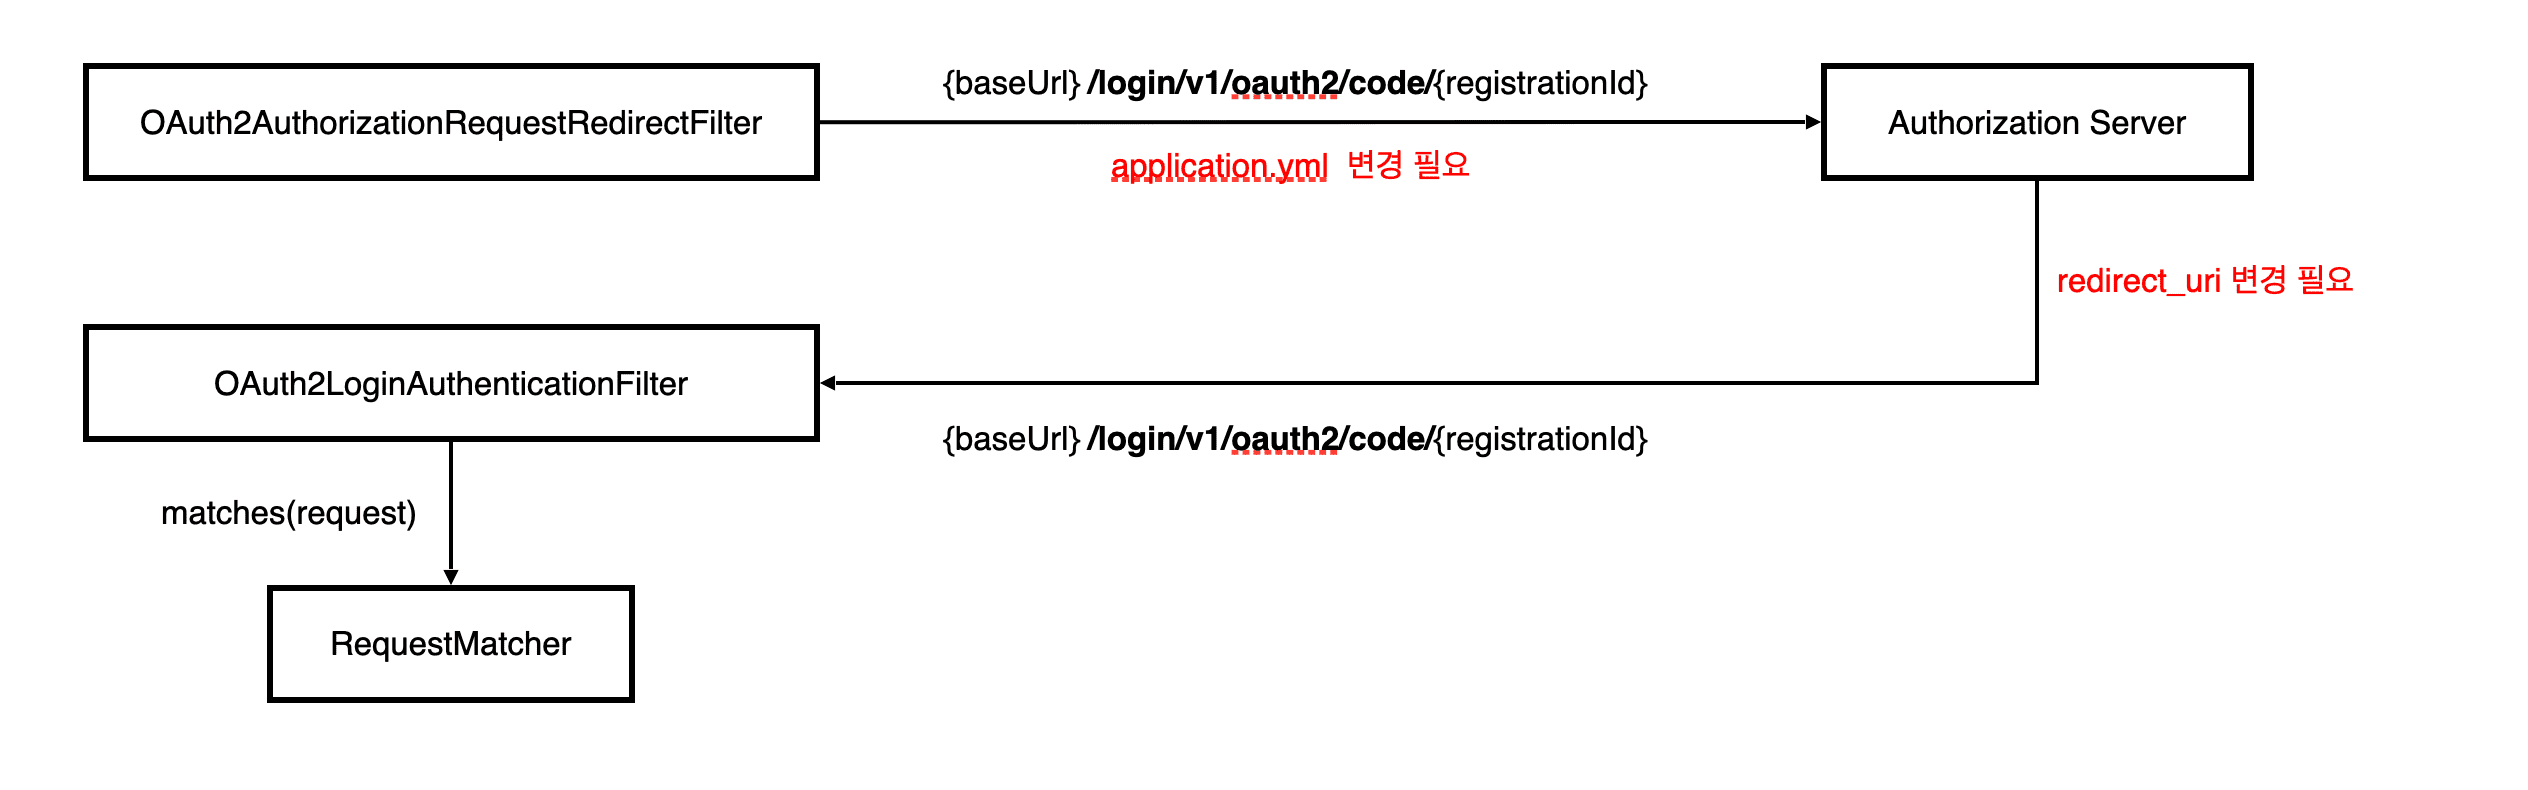 {baseUrl} /login/v1/oauth2/code/{registrationId}
OAuth2AuthorizationRequestRedirectFilter
Authorization Server
application.yml 변경 필요
redirect_uri 변경 필요
OAuth2LoginAuthenticationFilter
{baseUrl} /login/v1/oauth2/code/{registrationId}
matches(request)
RequestMatcher